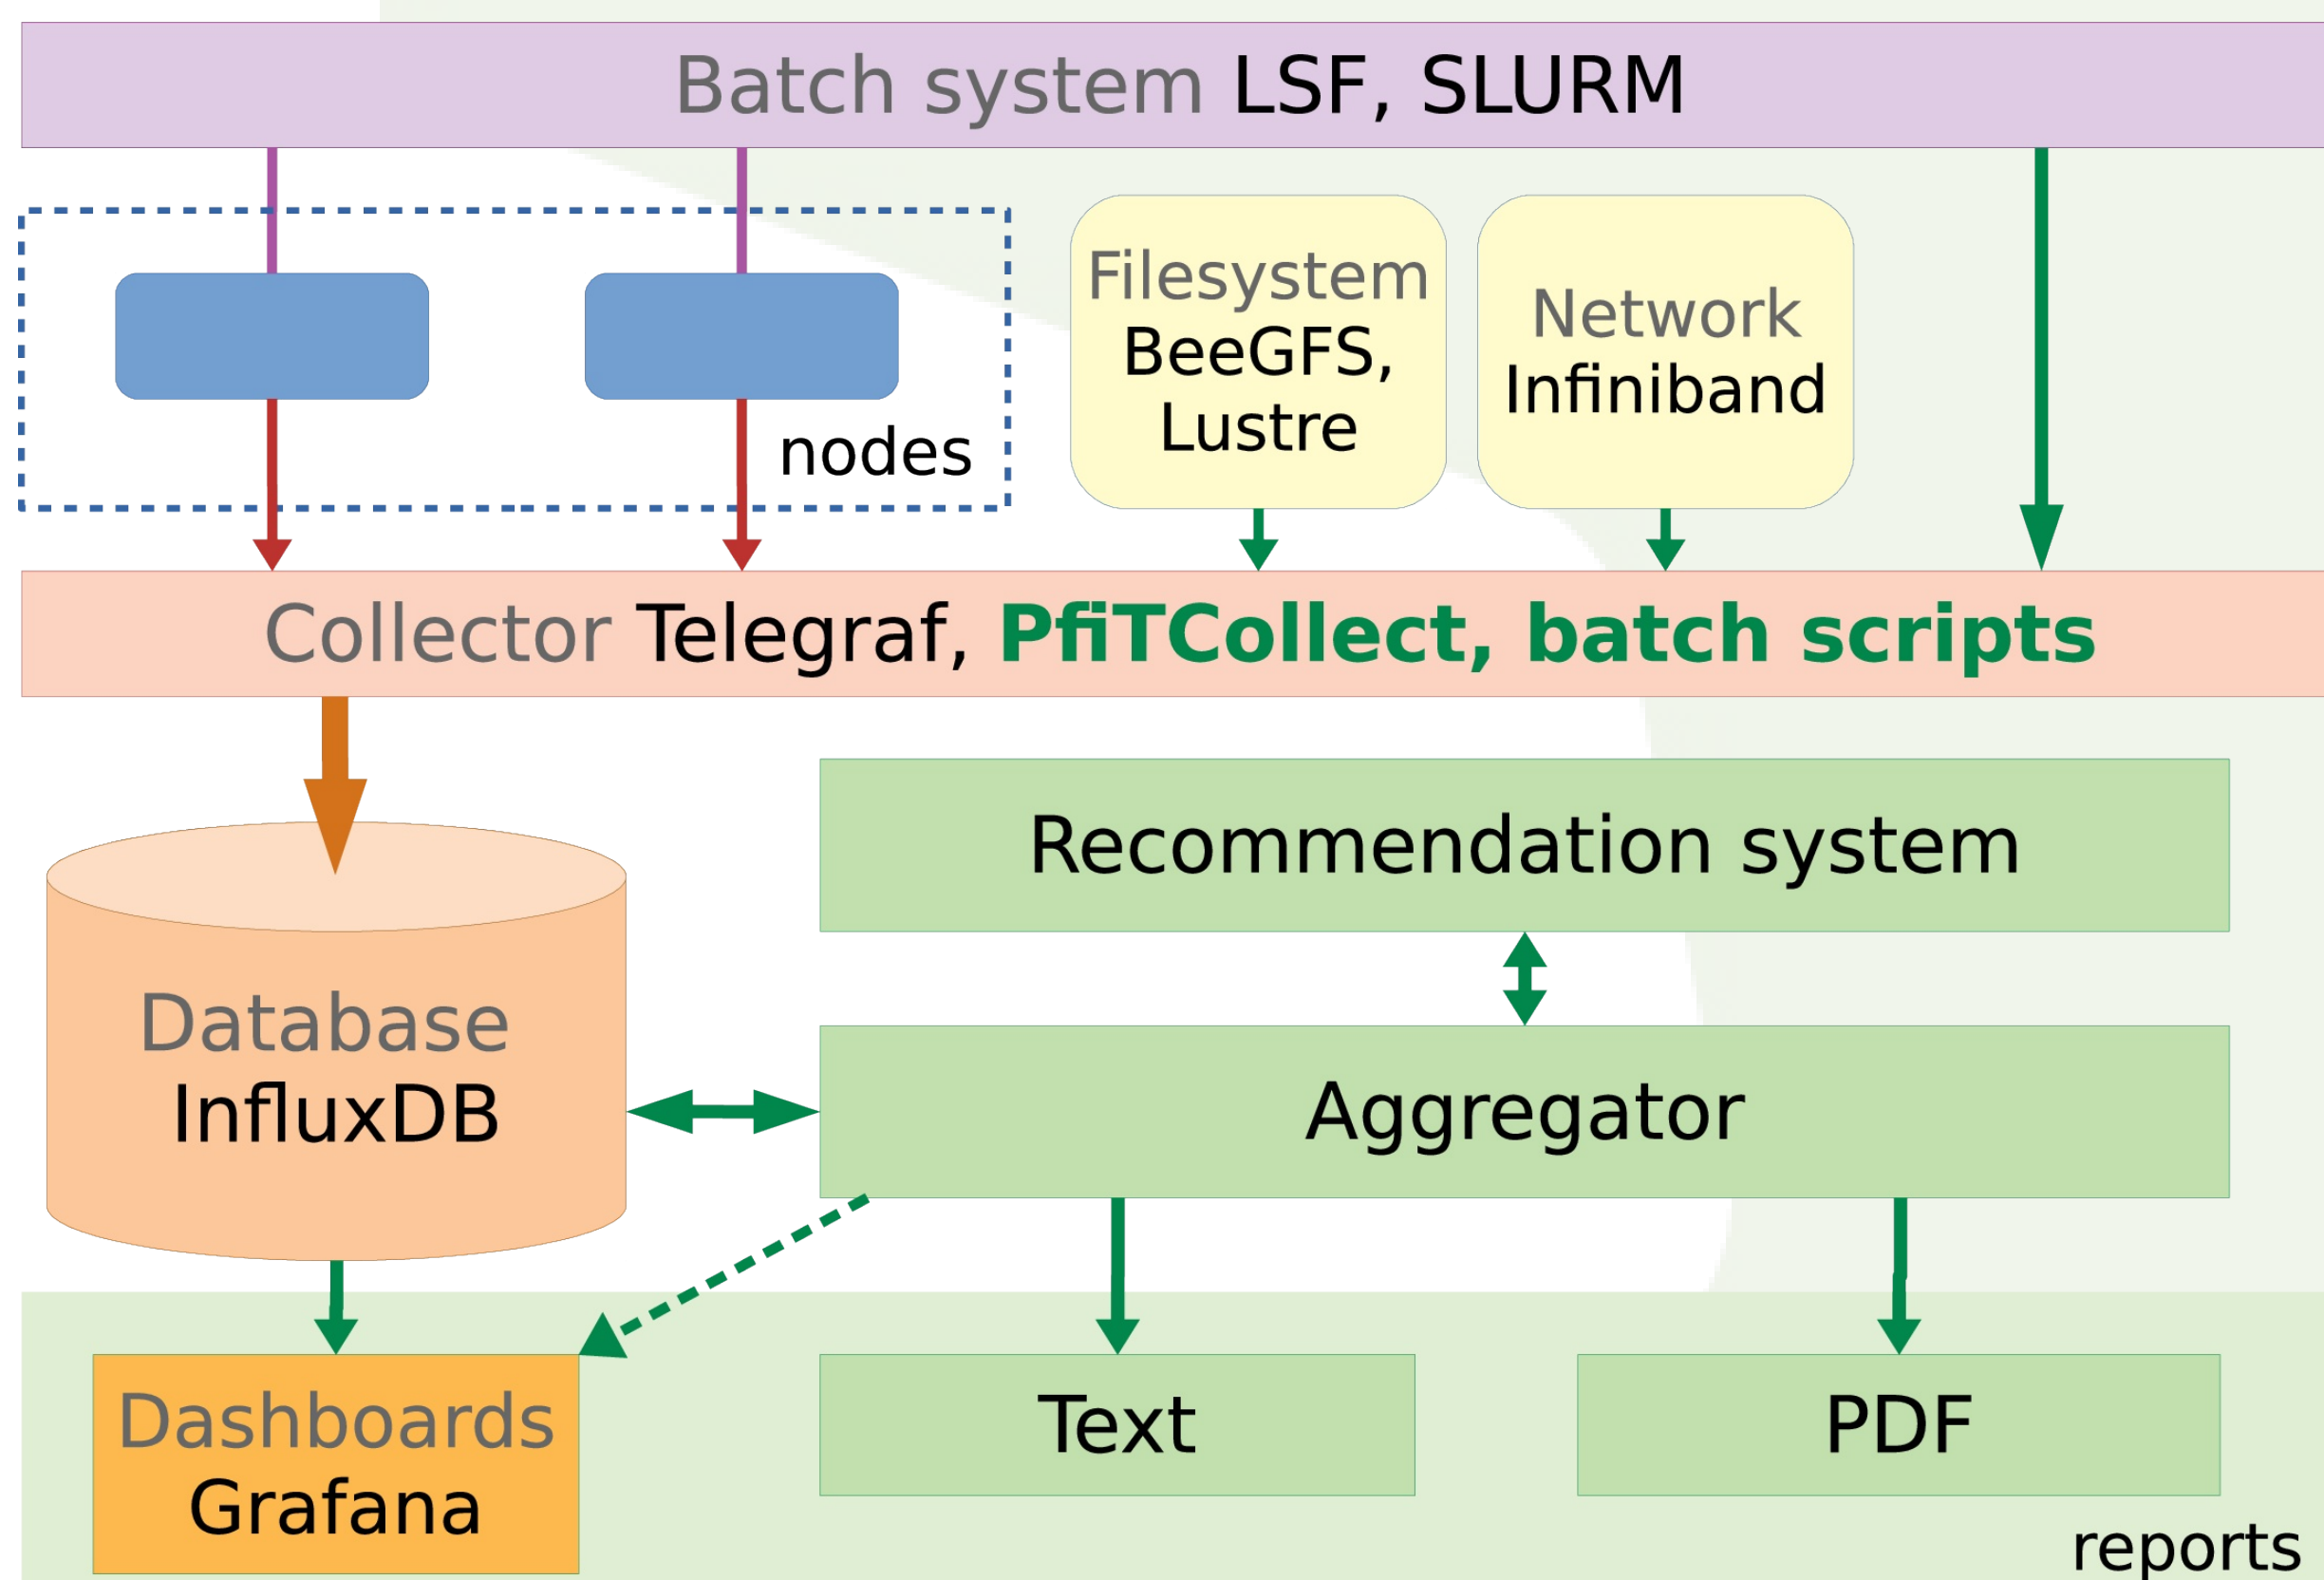 Batch system LSF, SLURM
Filesystem
BeeGFS,
Lustre
Network
Infiniband
nodes
Collector Telegraf, PfiTCollect, batch scripts
Recommendation system
Database
InfluxDB
Aggregator
Dashboards
Grafana
Text
PDF
reports